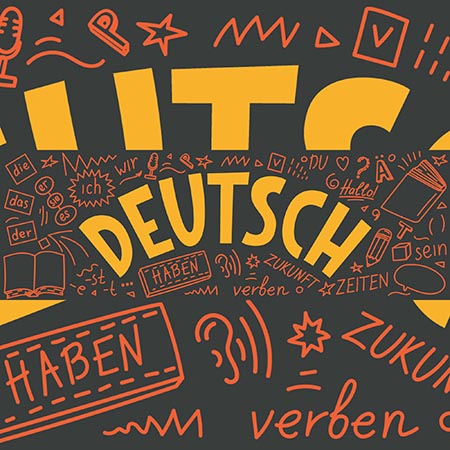 P
V
UTSC
die
das
der
er
sie
es
ich
wir
DEUTSCH
P
V
DU
?
Ä
Hallo!
T
sein
-st
-e
-t ...
HABEN
verben
ZUKUNFT
ZEITEN
HABEN
verben
ZUKUN